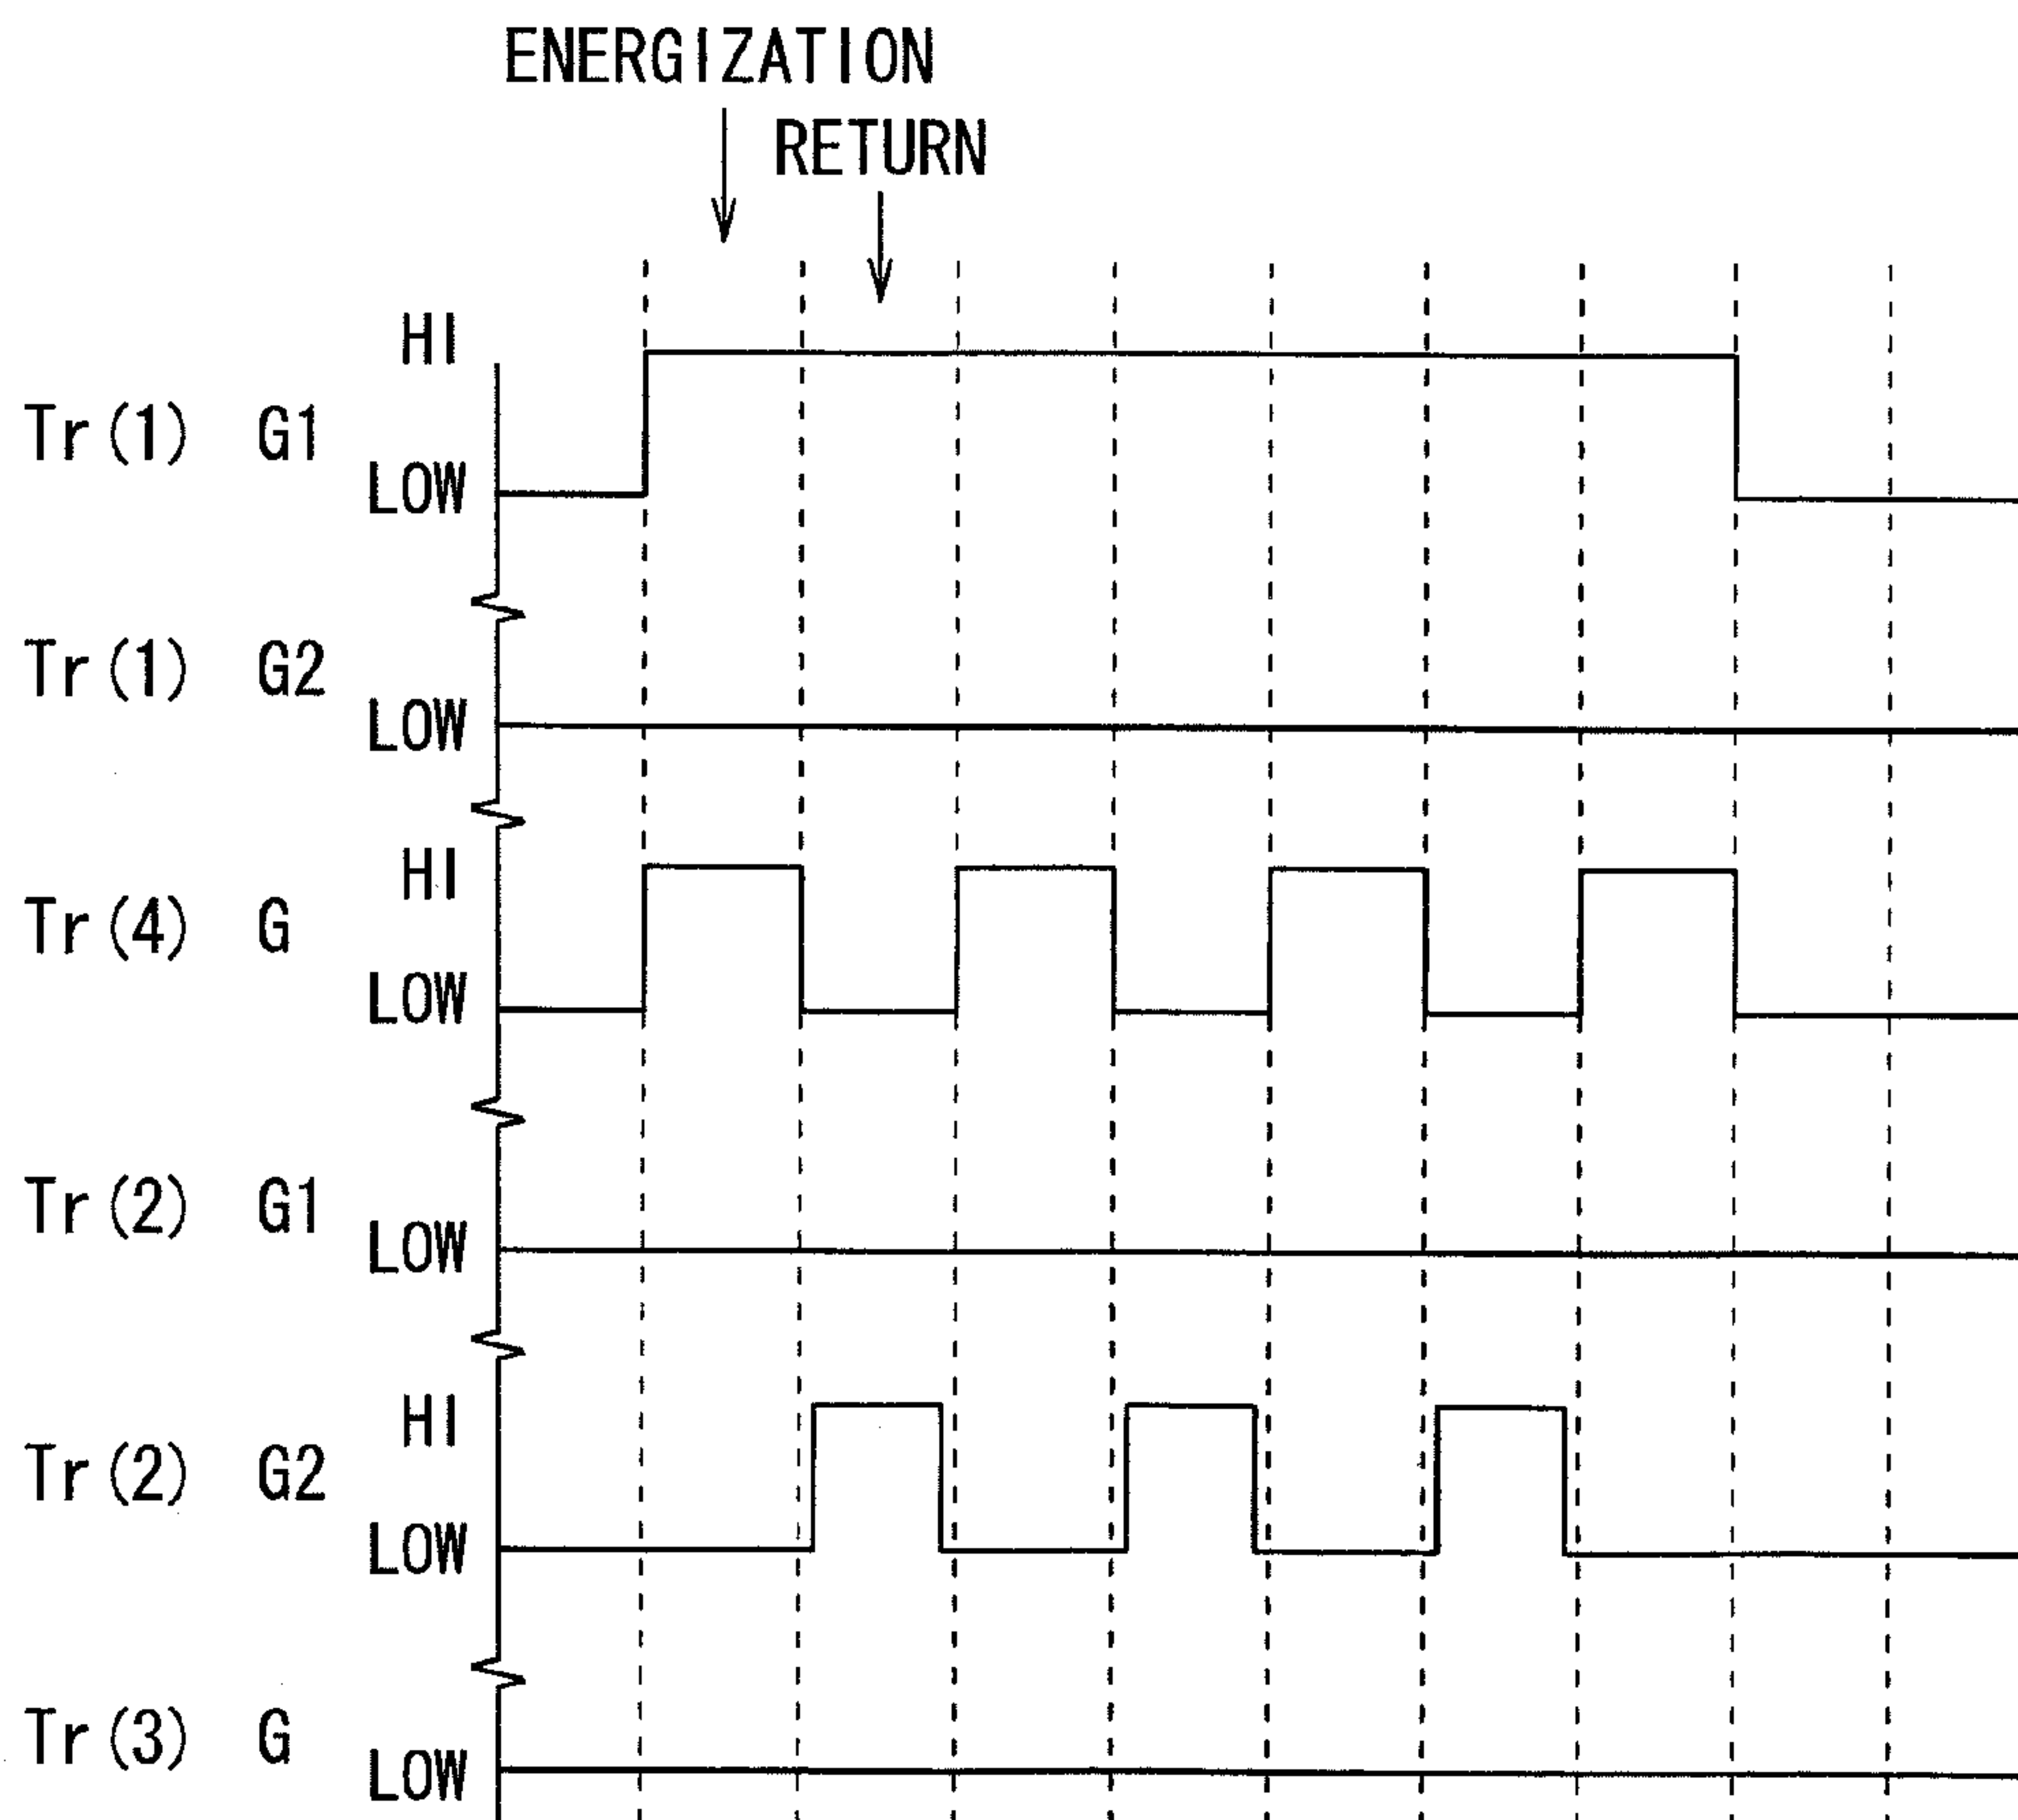 ENERGIZATION
RETURN
HI
Tr(1) G1
LOW
Tr(1) G2
LOW
HI
Tr(4) G
LOW
Tr(2) G1
LOW
HI
Tr(2) G2
LOW
Tr(3) G
LOW